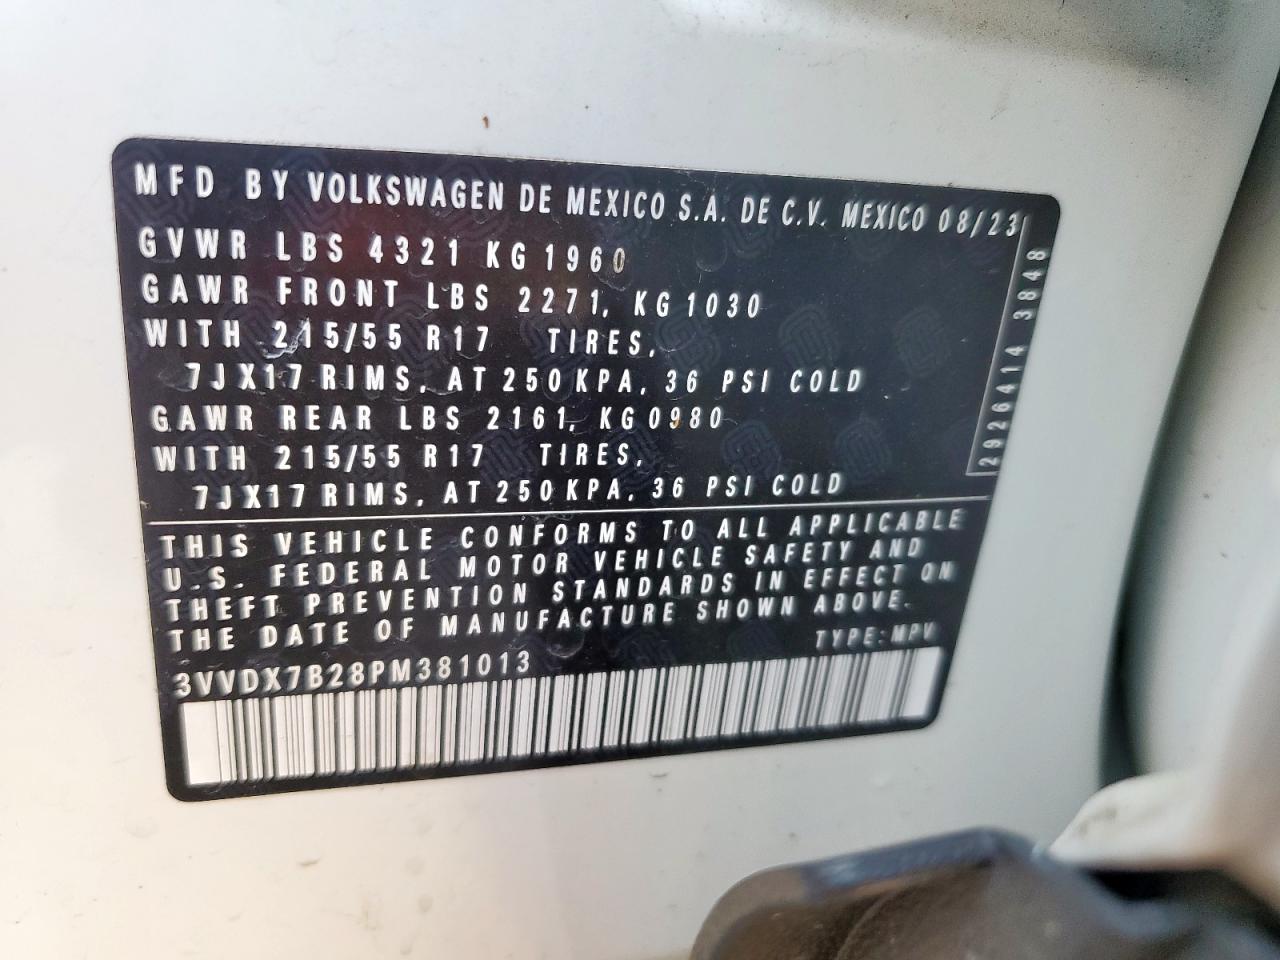 MFD BY VOLKSWAGEN DE MEXICO S.A. DE C.V. MEXICO 08/23
GVWR LBS 4321 KG 1960
GAWR FRONT LBS 2271, KG 1030
WITH 215/55 R17 TIRES,
7JX17 RIMS, AT 250 KPA, 36 PSI COLD
GAWR REAR LBS 2161, KG 0980
WITH 215/55 R17 TIRES,
7JX17 RIMS, AT 250 KPA, 36 PSI COLD
2926414 3848
THIS VEHICLE CONFORMS TO ALL APPLICABLE
U.S. FEDERAL MOTOR VEHICLE SAFETY AND
THEFT PREVENTION STANDARDS IN EFFECT ON
THE DATE OF MANUFACTURE SHOWN ABOVE.
TYPE: MPV
3VVDX7B28PM381013